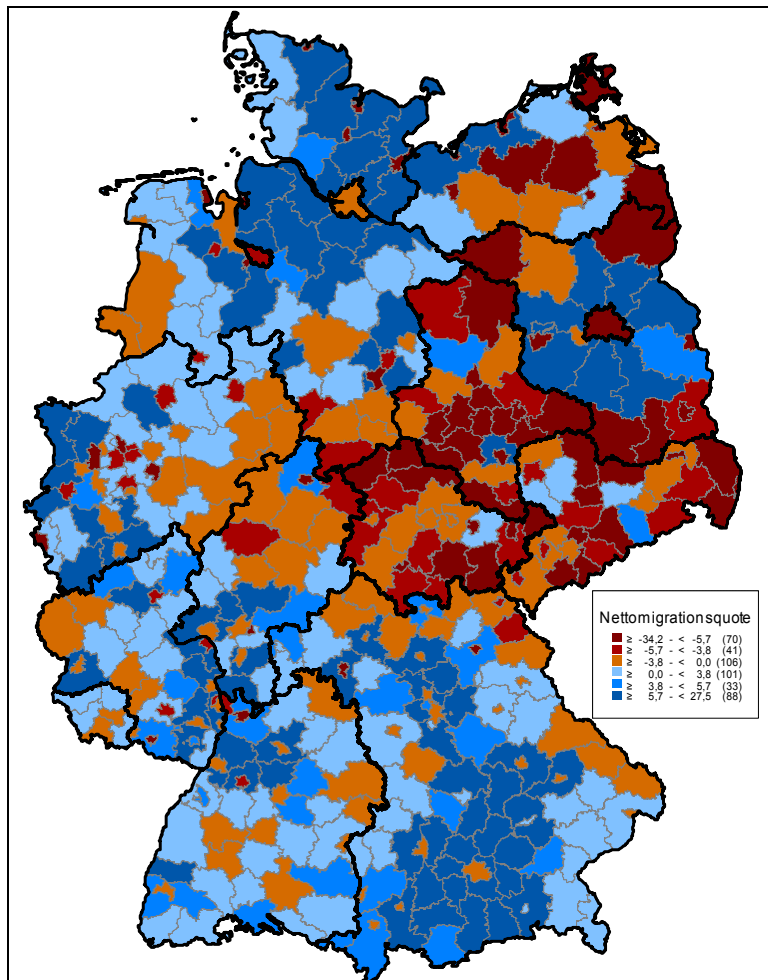 Nettomigrationsquote
≥ -34,2 - < -5,7 (70)
≥ -5,7 - < -3,8 (41)
≥ -3,8 - < 0,0 (106)
≥ 0,0 - < 3,8 (101)
≥ 3,8 - < 5,7 (33)
≥ 5,7 - < 27,5 (88)